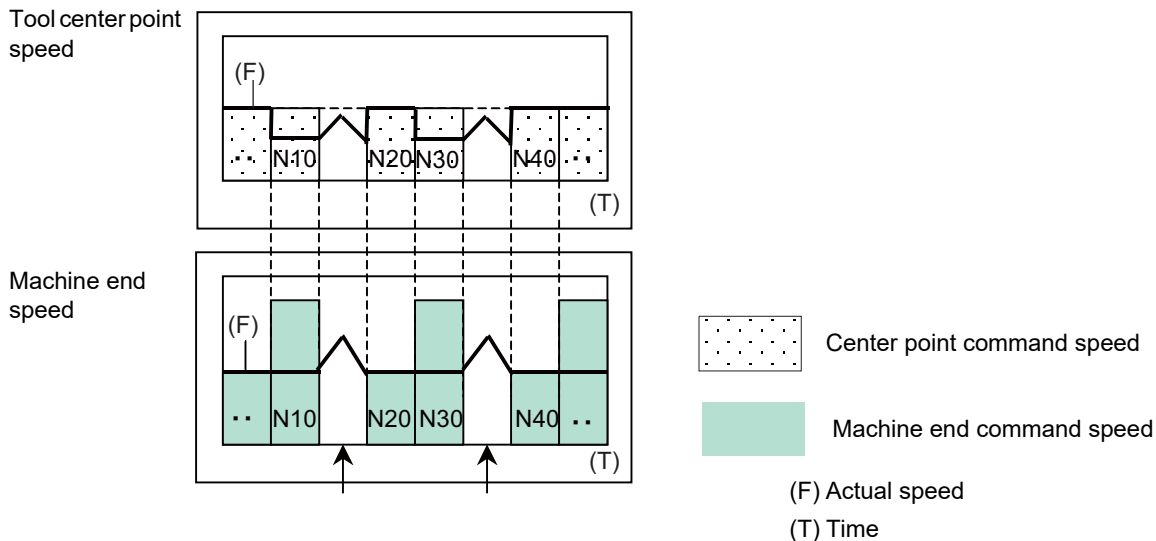 Tool center point
speed
(F)
.. N10 N20 N30 N40 ..
(T)
Machine end
speed
(F)
.. N10 N20 N30 N40 ..
(T)
Center point command speed
Machine end command speed
(F) Actual speed
(T) Time